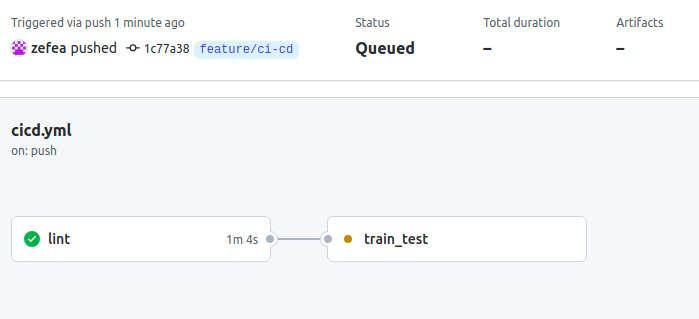 Triggered via push 1 minute ago
zefea pushed 1c77a38 feature/ci-cd
Status
Queued
Total duration
–
Artifacts
–
cicd.yml
on: push
lint 1m 4s
train_test